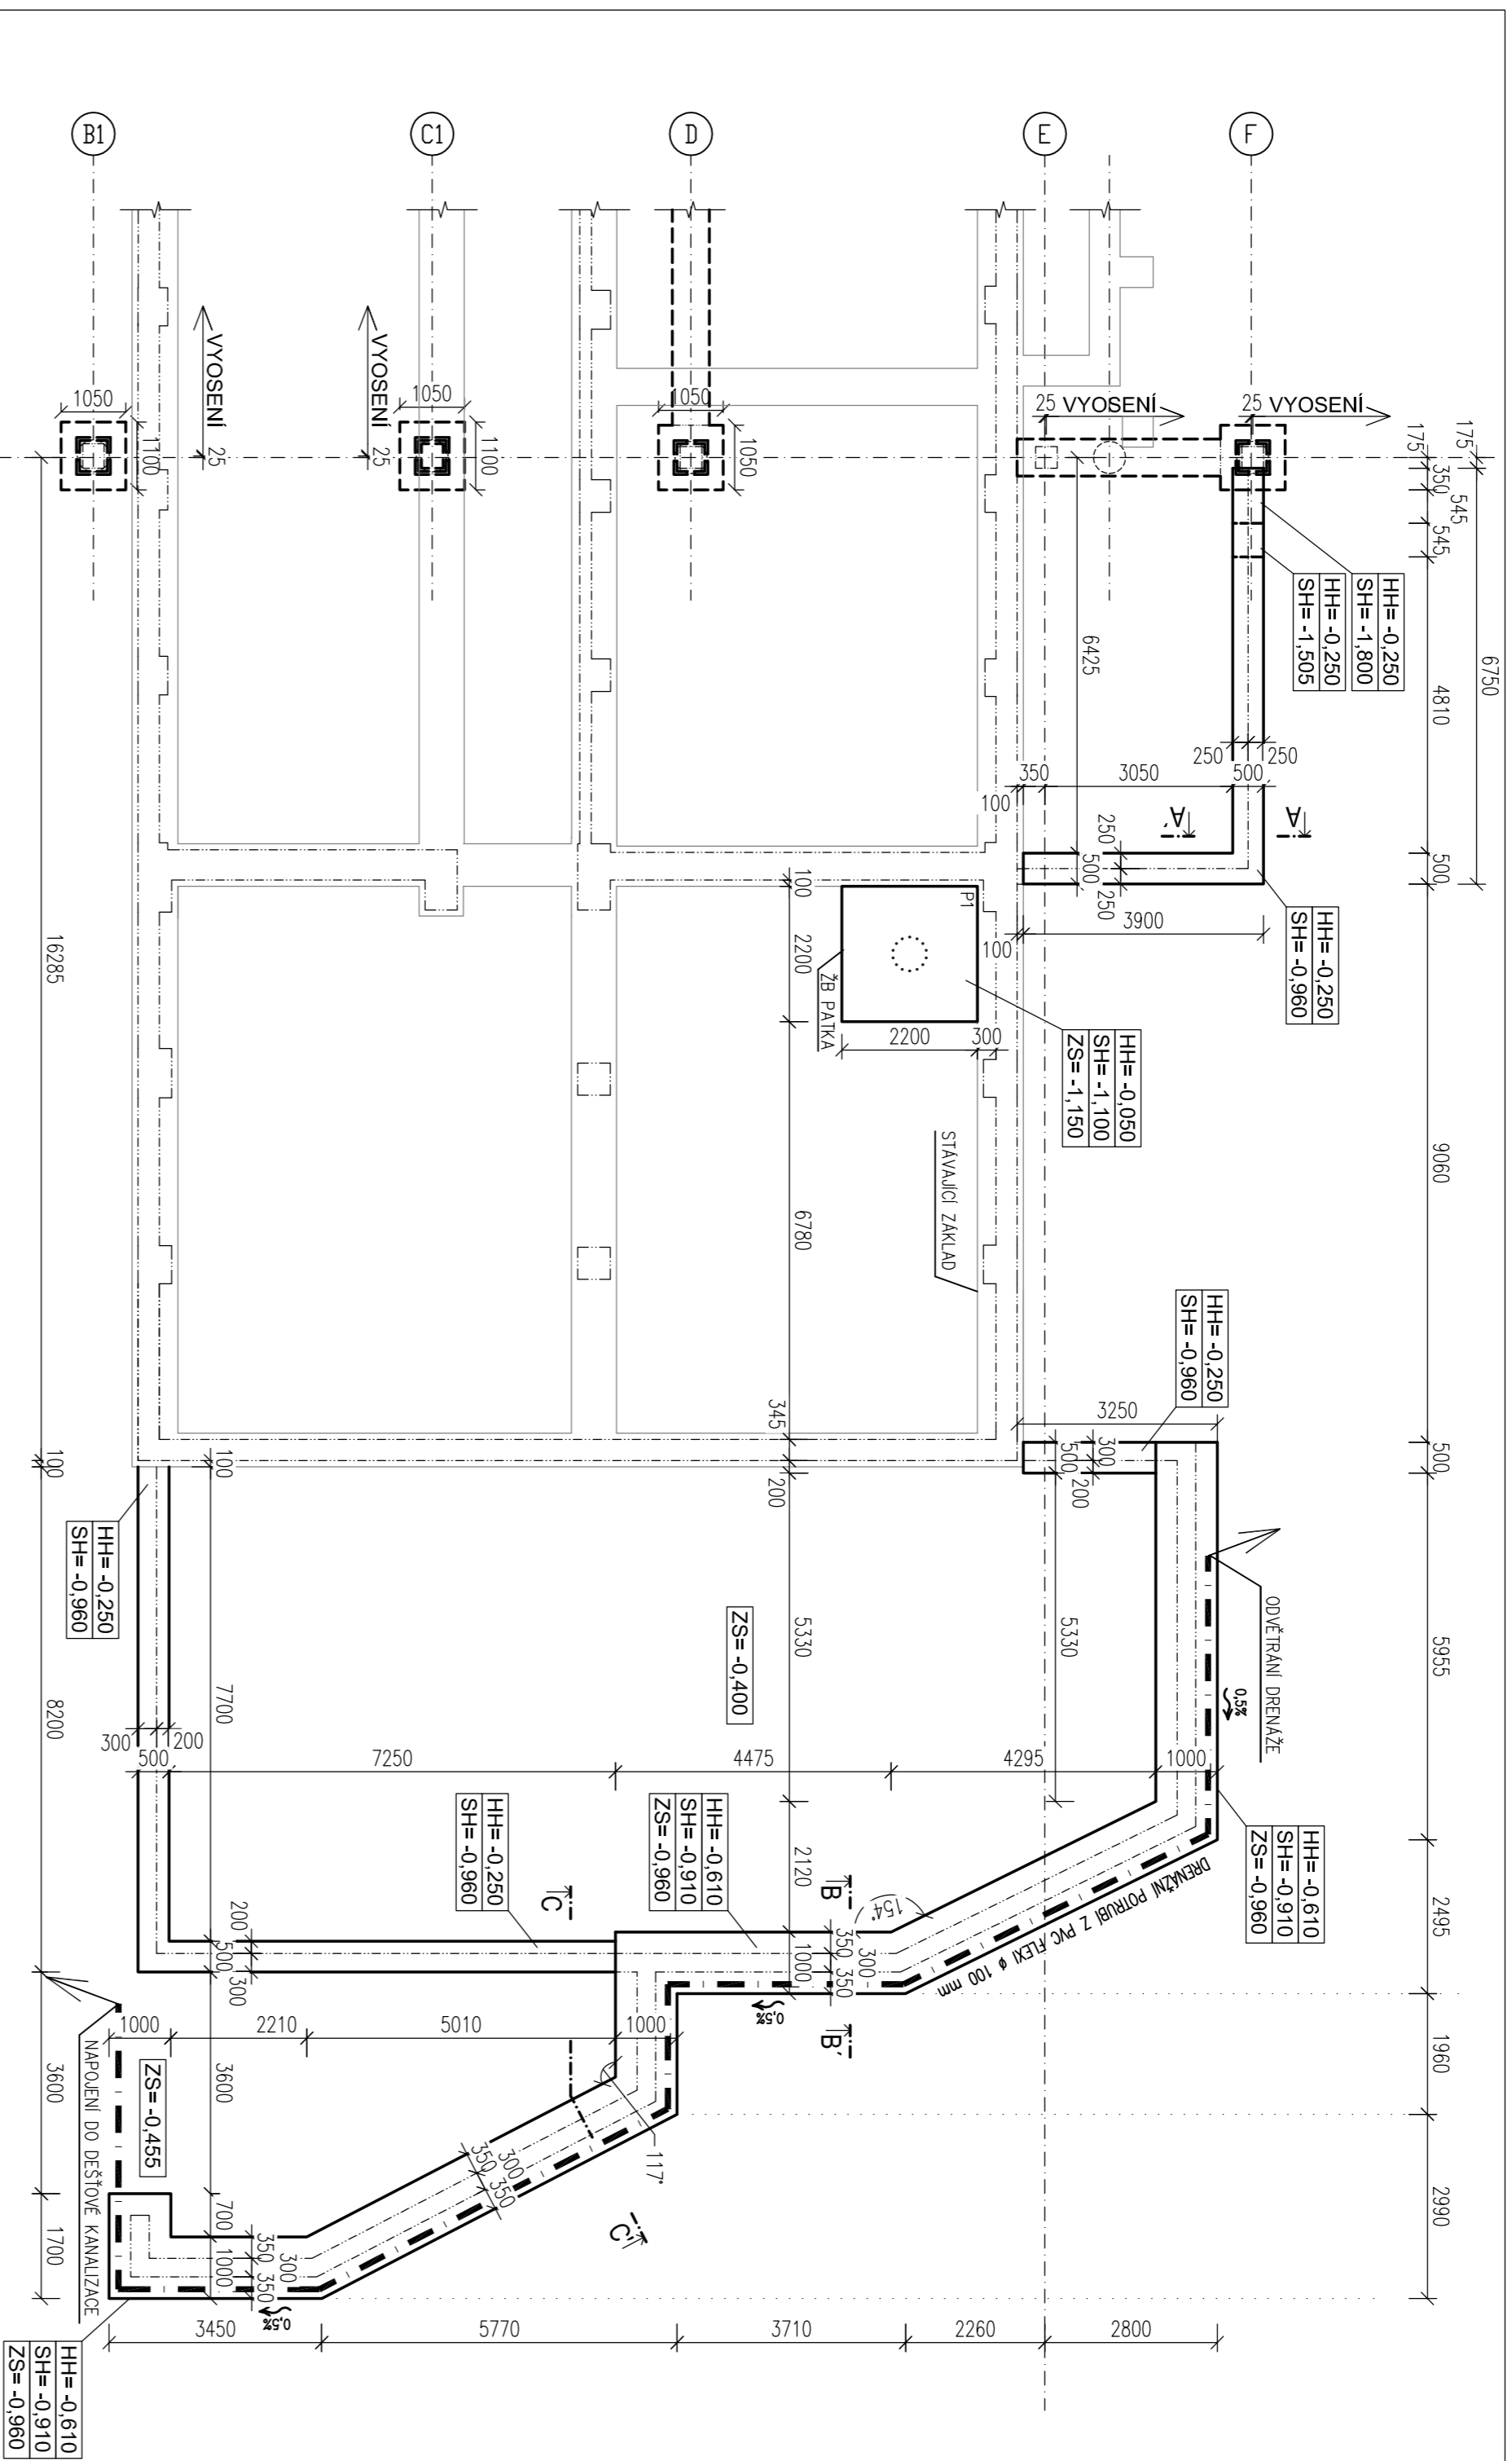 B1
C1
D
E
F
VYOSENÍ
25
VYOSENÍ
25
25 VYOSENÍ
25 VYOSENÍ
1050
1100
1050
1100
1050
1050
175
175
350
545
545
4810
6750
500
9060
500
5955
2495
1960
2990
HH= -0,250
SH= -1,800
HH= -0,250
SH= -1,505
6425
250
250
350
3050
500
100
A
A'
250
500
250
3900
100
HH= -0,250
SH= -0,960
P1
ŽB PATKA
100
2200
6780
345
200
5330
2120
1000
2200
300
HH= -0,050
SH= -1,100
ZS= -1,150
STÁVAJÍCÍ ZÁKLAD
HH= -0,250
SH= -0,960
3250
300
500
200
5330
ODVĚTRÁNÍ DRENÁŽE
0,5%
HH= -0,610
SH= -0,910
ZS= -0,960
DRENÁŽNÍ POTRUBÍ Z PVC FLEXI ø 100 mm
154°
ZS= -0,400
7250
4475
4295
1000
300
200
500
HH= -0,610
SH= -0,910
ZS= -0,960
HH= -0,250
SH= -0,960
B
B'
350
300
350
0,5%
C
C'
117°
350
300
350
200
500
300
1000
2210
5010
1000
16285
100
8200
3600
1700
100
7700
3600
700
1000
HH= -0,250
SH= -0,960
ZS= -0,455
NAPOJENÍ DO DEŠŤOVÉ KANALIZACE
350
300
350
0,5%
3450
5770
3710
2260
2800
HH= -0,610
SH= -0,910
ZS= -0,960